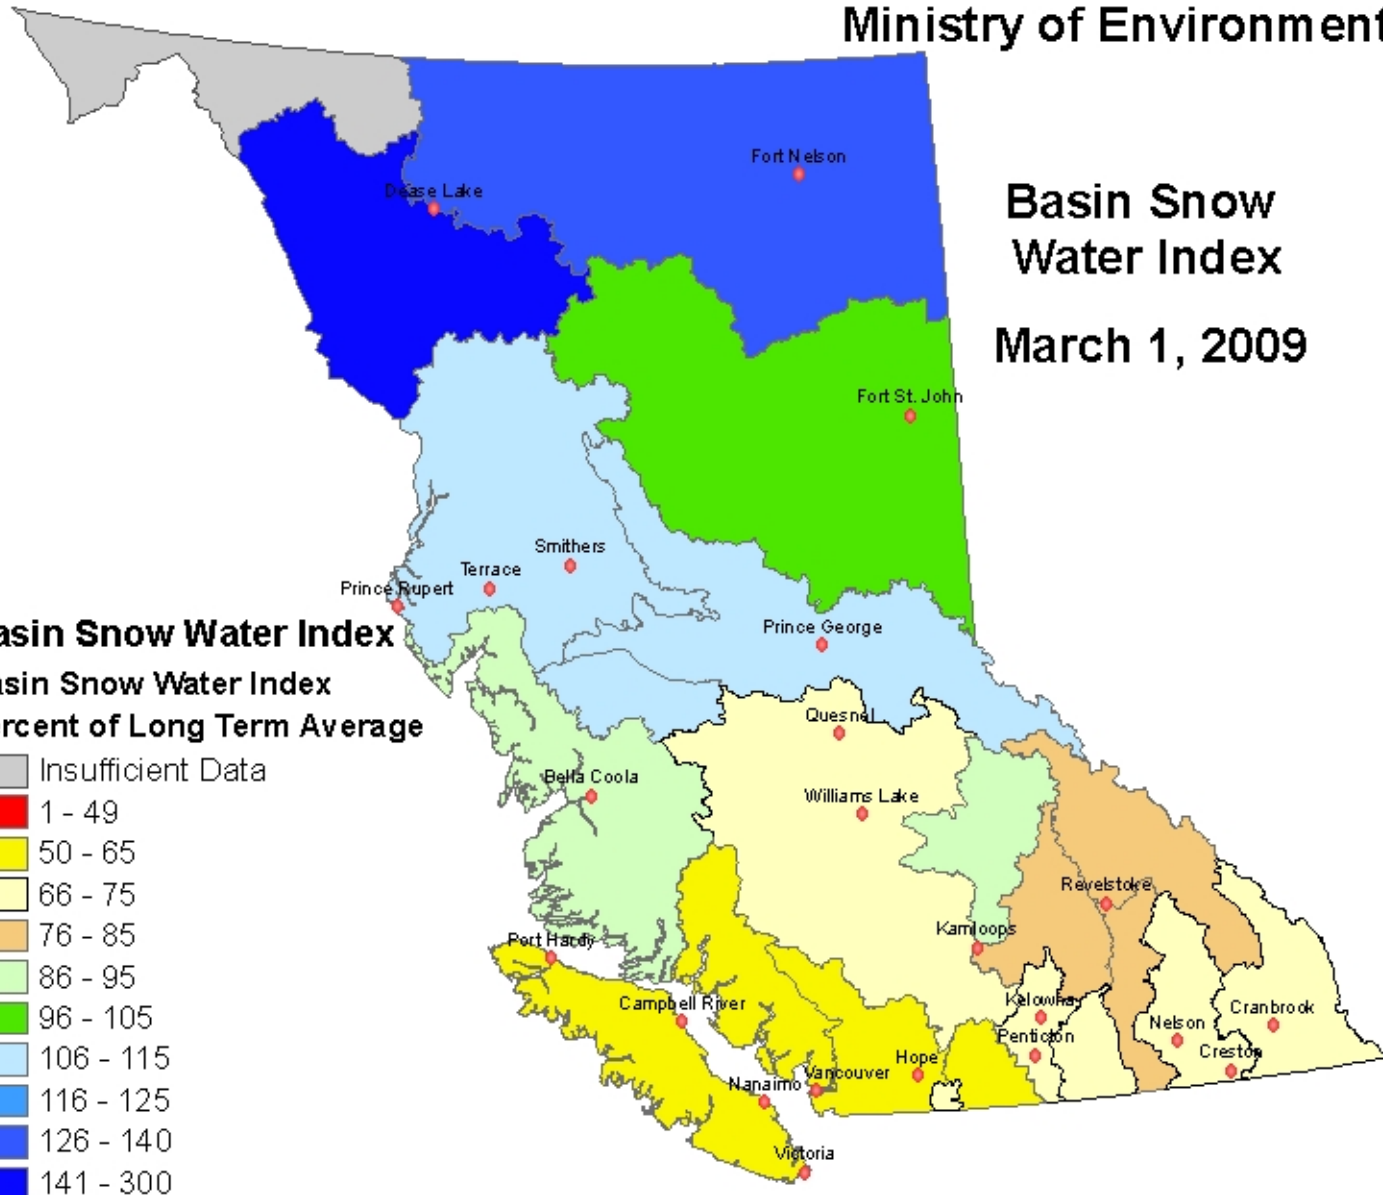 Ministry of Environment
Basin Snow
Water Index
March 1, 2009
Fort Nelson
Dease Lake
Fort St. John
Smithers
Terrace
Prince Rupert
Prince George
Quesnel
Bella Coola
Williams Lake
Revelstoke
Kamloops
Port Hardy
Campbell River
Kelowna
Cranbrook
Nelson
Penticton
Creston
Hope
Vancouver
Nanaimo
Victoria
asin Snow Water Index
asin Snow Water Index
rcent of Long Term Average
Insufficient Data
1 - 49
50 - 65
66 - 75
76 - 85
86 - 95
96 - 105
106 - 115
116 - 125
126 - 140
141 - 300